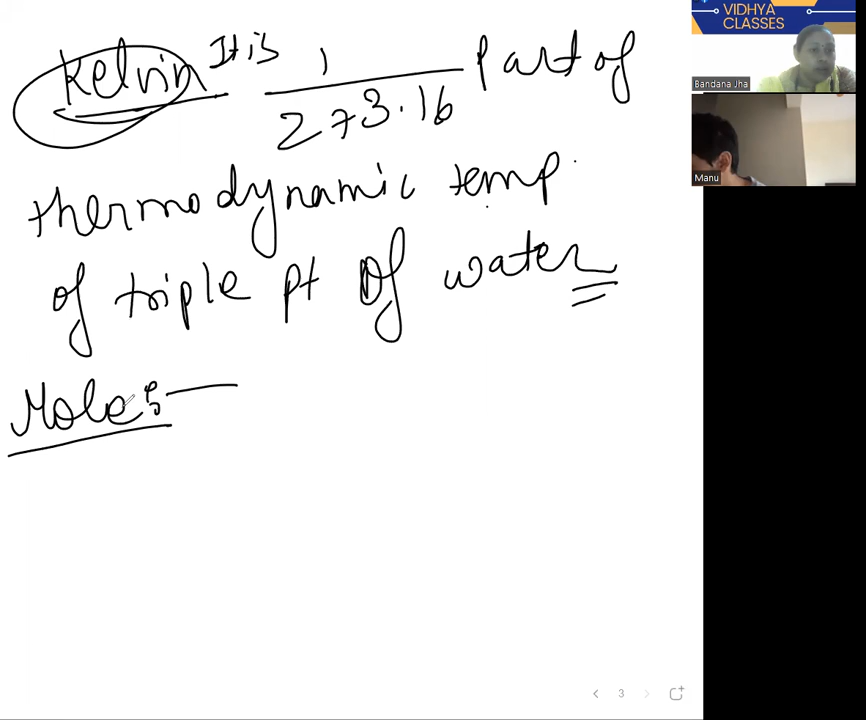 Kelvin It is 1/273.16 part of
thermodynamic temp.
of triple pt of water
Moles —
VIDHYA
CLASSES
Bandana Jha
Manu
3